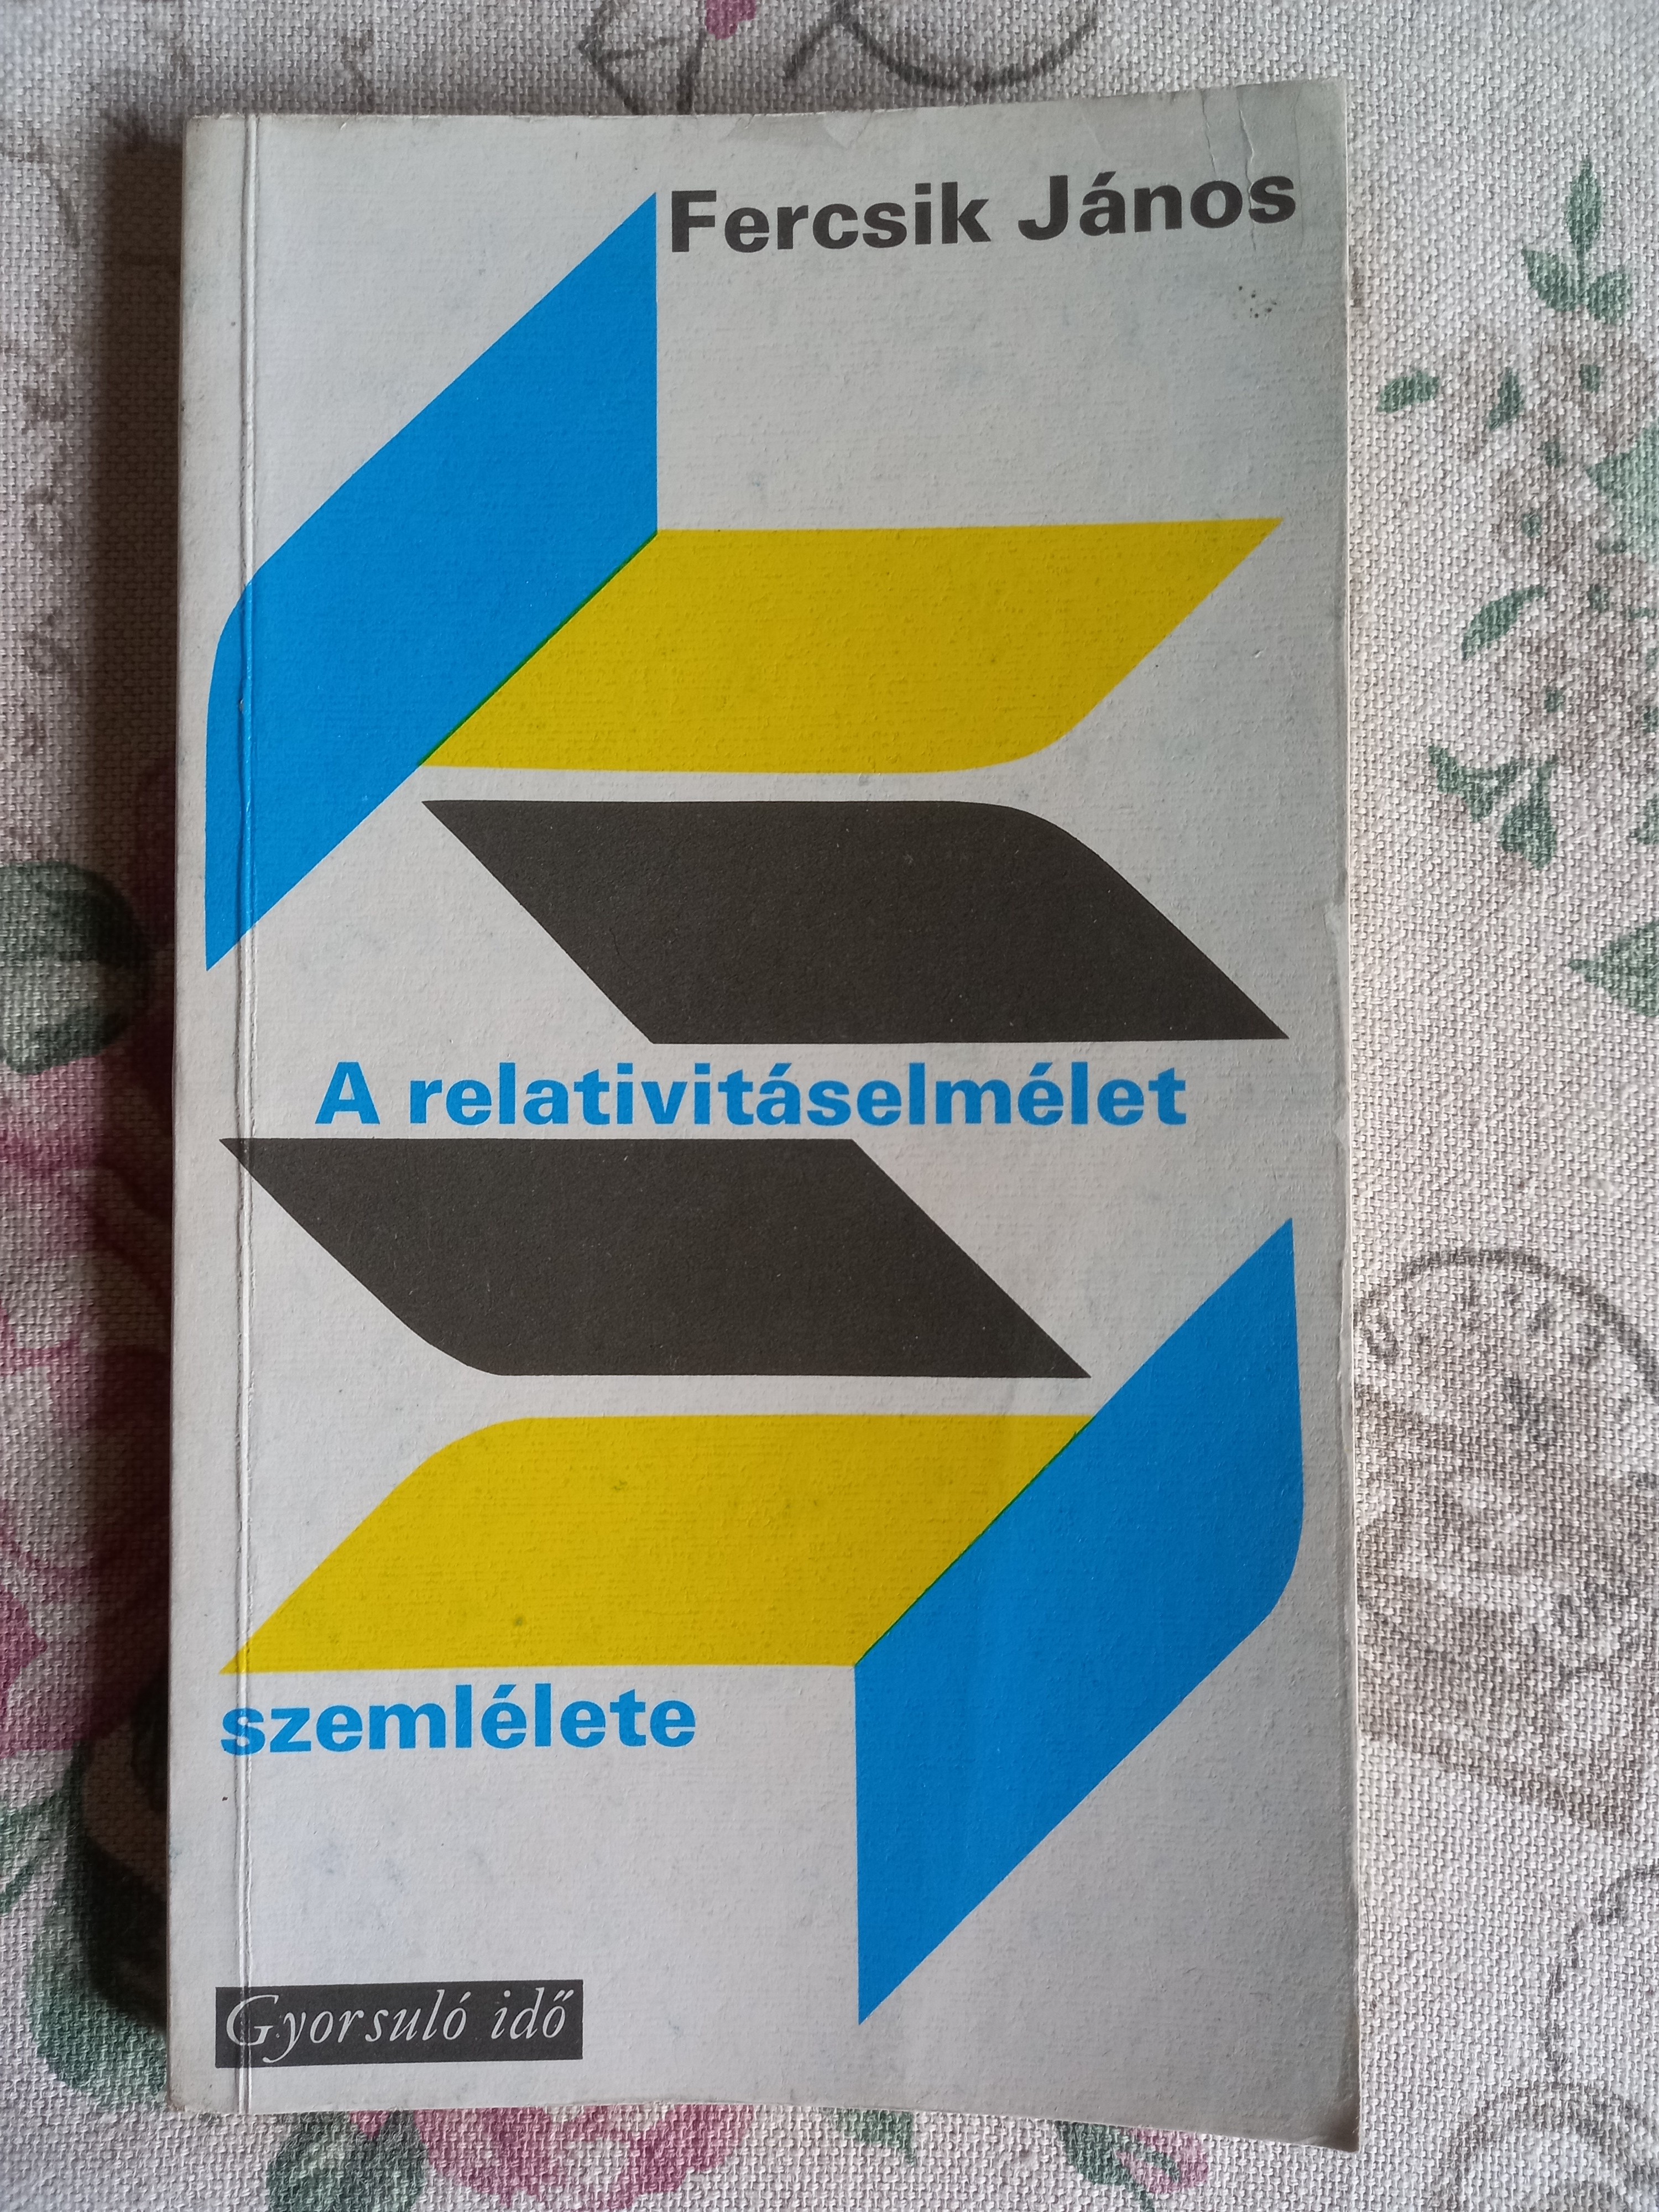 Fercsik János
A relativitáselmélet
szemlélete
Gyorsuló idő